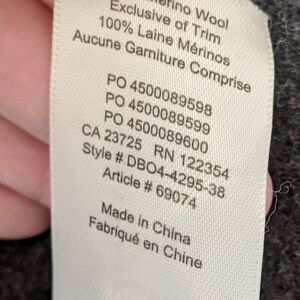 Merino Wool
Exclusive of Trim
100% Laine Mérinos
Aucune Garniture Comprise
PO 4500089598
PO 4500089599
PO 4500089600
CA 23725 RN 122354
Style # DBO4-4295-38
Article # 69074
Made in China
Fabriqué en Chine